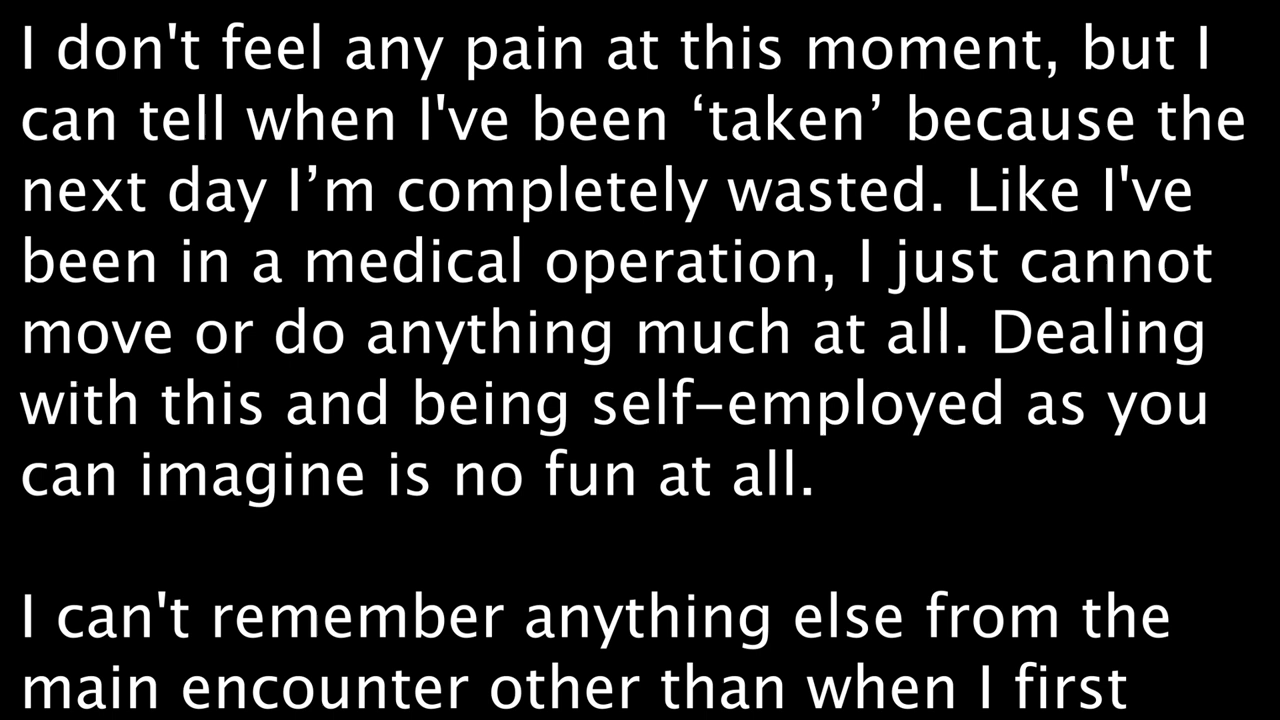 I don't feel any pain at this moment, but I
can tell when I've been ‘taken’ because the
next day I’m completely wasted. Like I've
been in a medical operation, I just cannot
move or do anything much at all. Dealing
with this and being self-employed as you
can imagine is no fun at all.
I can't remember anything else from the
main encounter other than when I first